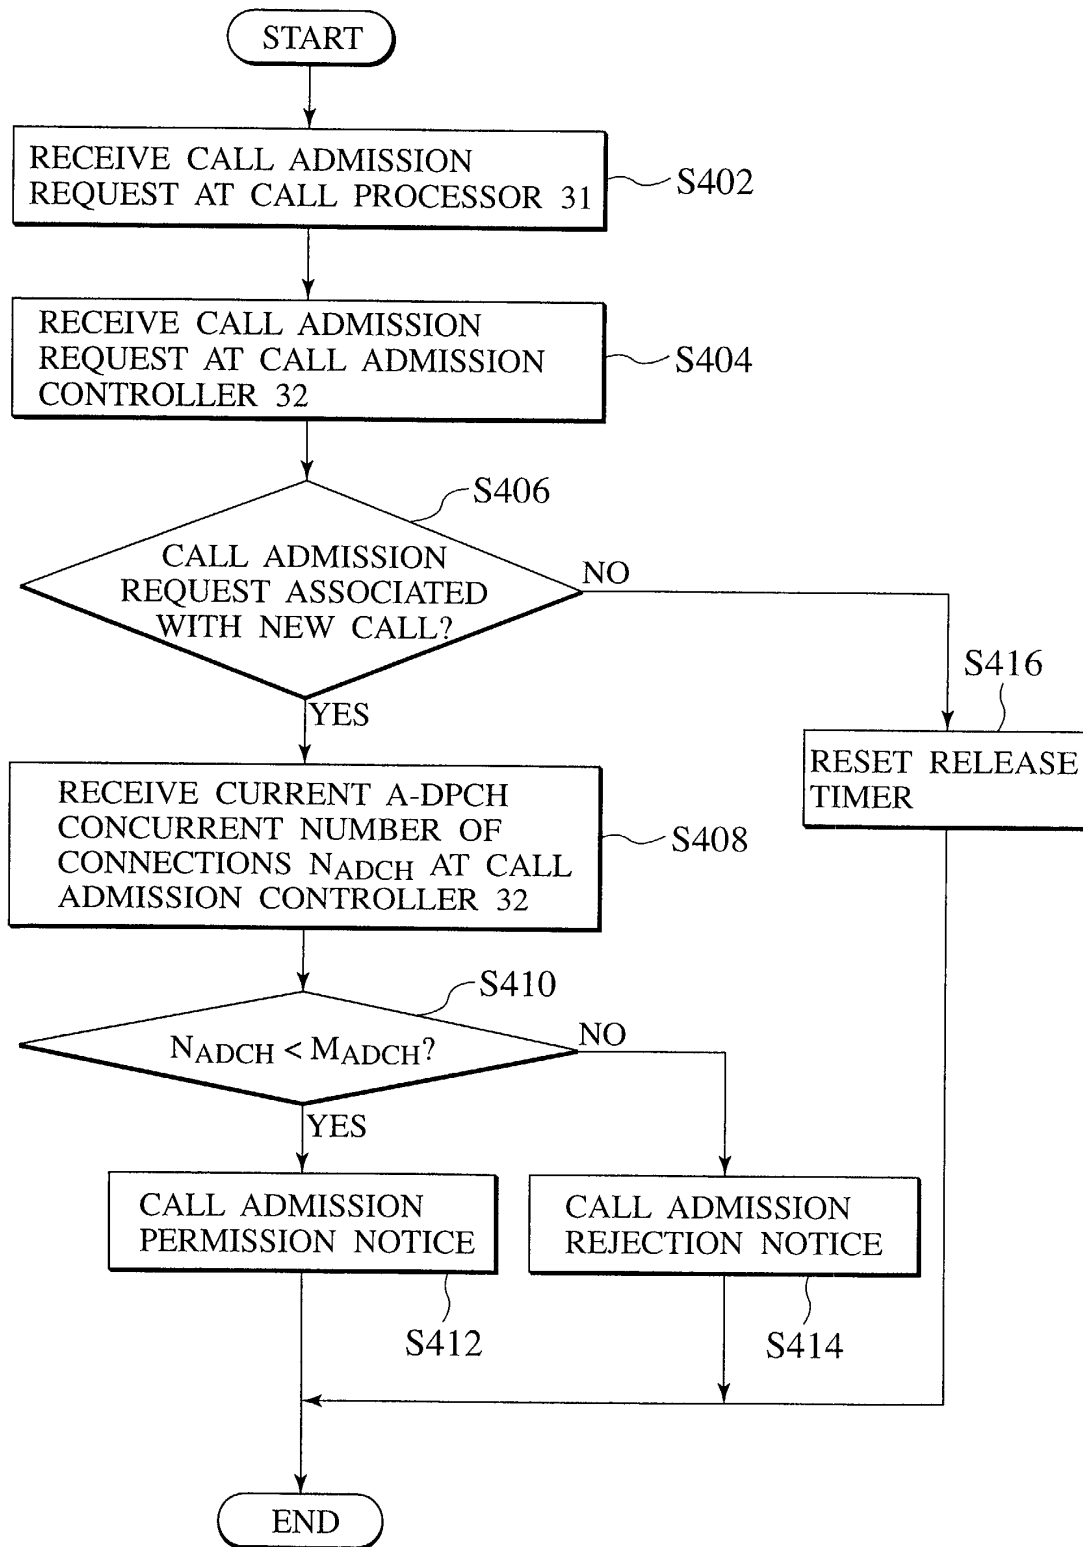 START
RECEIVE CALL ADMISSION
REQUEST AT CALL PROCESSOR 31
S402
RECEIVE CALL ADMISSION
REQUEST AT CALL ADMISSION
CONTROLLER 32
S404
S406
CALL ADMISSION
REQUEST ASSOCIATED
WITH NEW CALL?
NO
YES
S416
RESET RELEASE
TIMER
RECEIVE CURRENT A-DPCH
CONCURRENT NUMBER OF
CONNECTIONS NADCH AT CALL
ADMISSION CONTROLLER 32
S408
S410
NADCH < MADCH?
NO
YES
CALL ADMISSION
PERMISSION NOTICE
S412
CALL ADMISSION
REJECTION NOTICE
S414
END